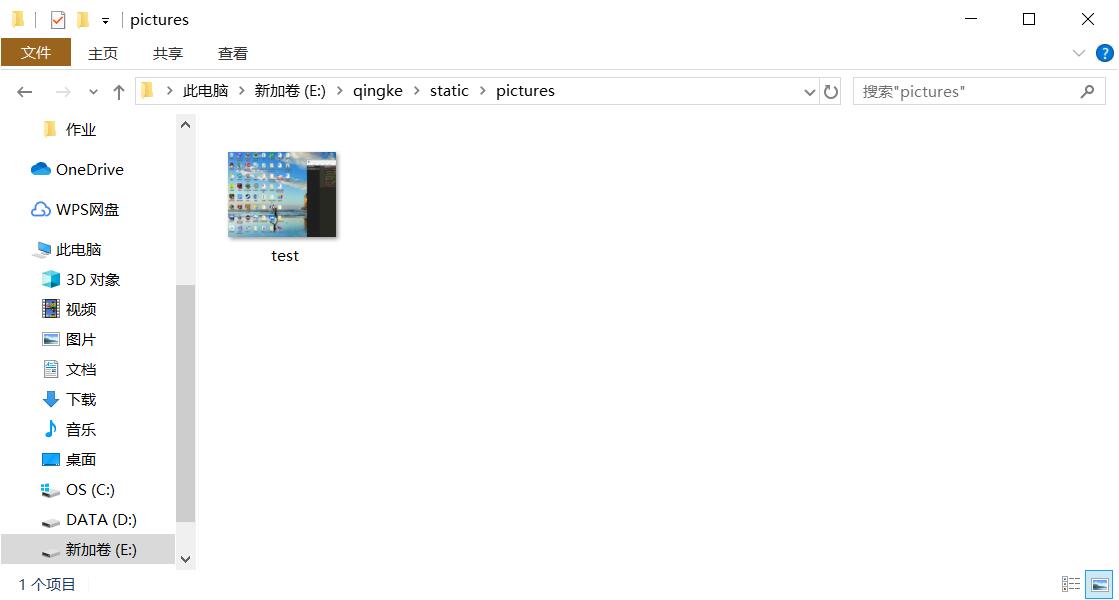 pictures
文件 主页 共享 查看
此电脑 新加卷 (E:) qingke static pictures
搜索"pictures"
作业
OneDrive
WPS网盘
此电脑
3D 对象
视频
图片
文档
下载
音乐
桌面
OS (C:)
DATA (D:)
新加卷 (E:)
test
1 个项目